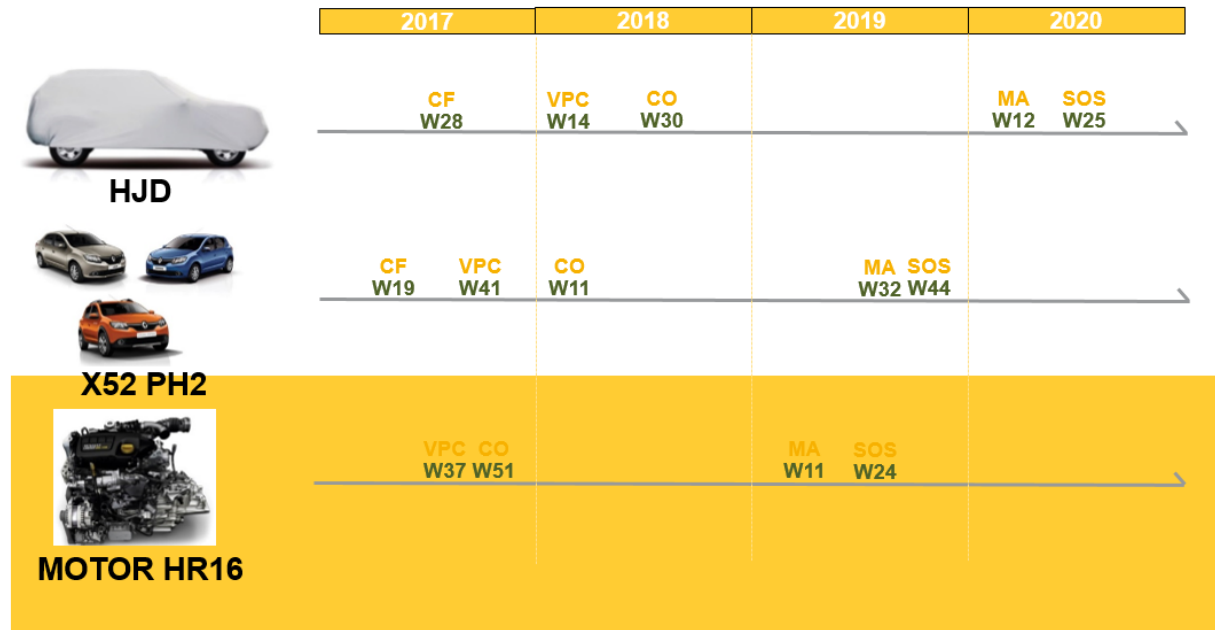 2017 2018 2019 2020
CF VPC CO MA SOS
W28 W14 W30 W12 W25
HJD
CF VPC CO MA SOS
W19 W41 W11 W32 W44
X52 PH2
VPC CO MA SOS
W37 W51 W11 W24
MOTOR HR16